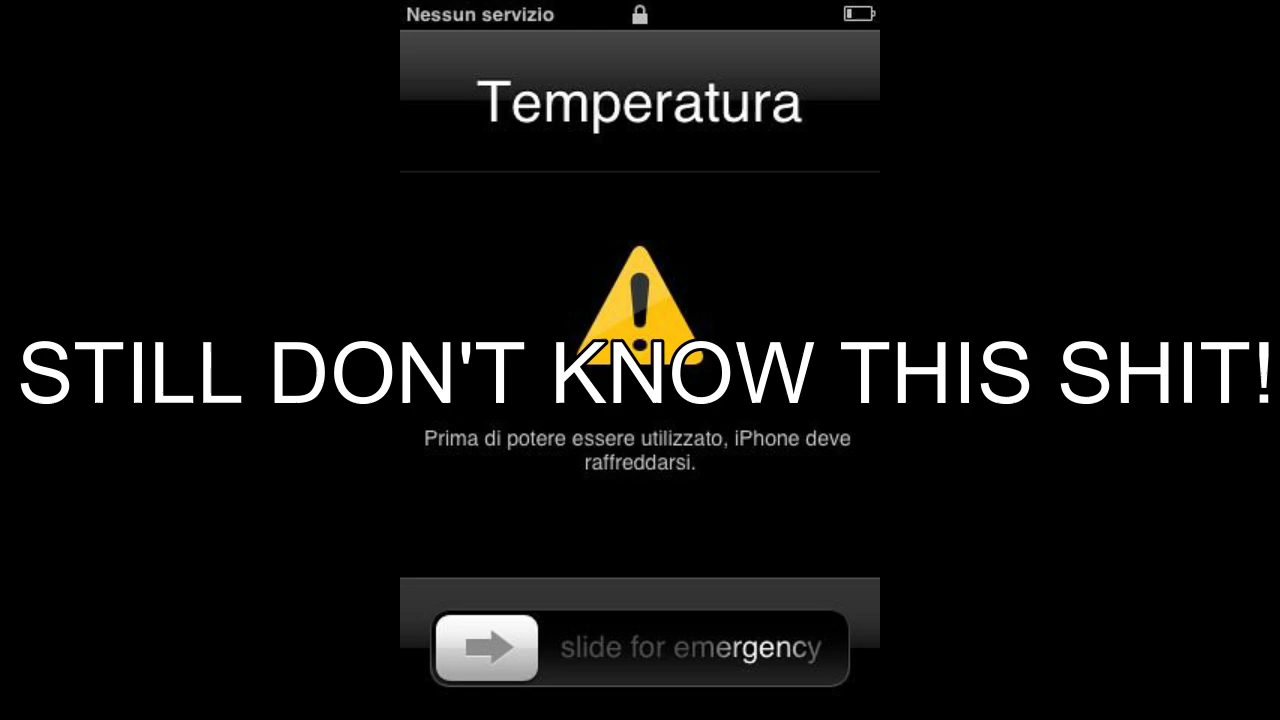 Nessun servizio
Temperatura
STILL DON'T KNOW THIS SHIT!
Prima di potere essere utilizzato, iPhone deve
raffreddarsi.
slide for emergency